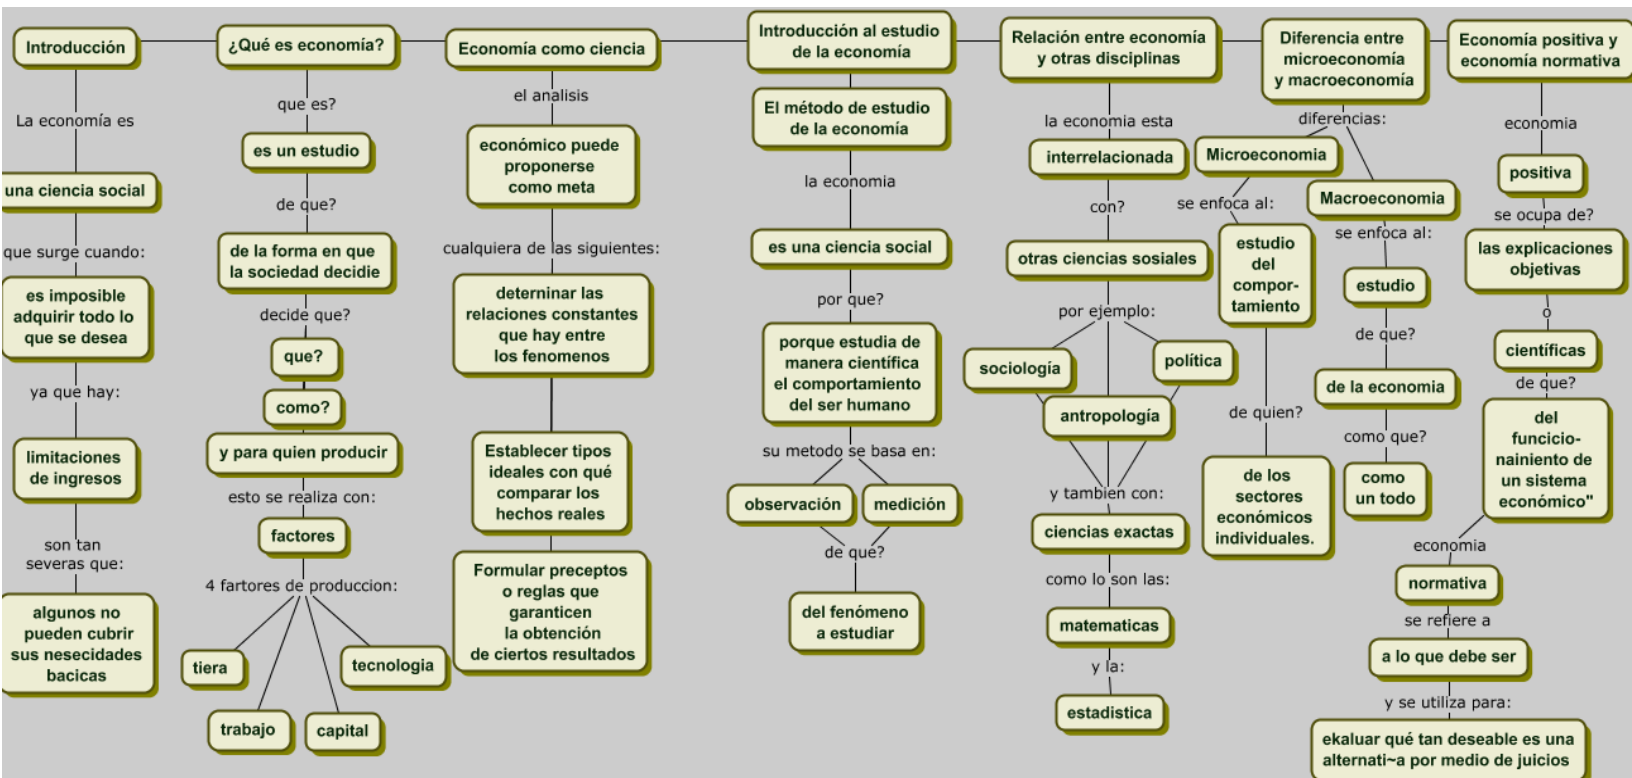 Introducción
La economía es
una ciencia social
que surge cuando:
es imposible
adquirir todo lo
que se desea
ya que hay:
limitaciones
de ingresos
son tan
severas que:
algunos no
pueden cubrir
sus nesecidades
bacicas
¿Qué es economía?
que es?
es un estudio
de que?
de la forma en que
la sociedad decidie
decide que?
que?
como?
y para quien producir
esto se realiza con:
factores
4 fartores de produccion:
tiera
tecnologia
trabajo
capital
Economía como ciencia
el analisis
económico puede
proponerse
como meta
cualquiera de las siguientes:
deterninar las
relaciones constantes
que hay entre
los fenomenos
Establecer tipos
ideales con qué
comparar los
hechos reales
Formular preceptos
o reglas que
garanticen
la obtención
de ciertos resultados
Introducción al estudio
de la economía
El método de estudio
de la economía
la economia
es una ciencia social
por que?
porque estudia de
manera científica
el comportamiento
del ser humano
su metodo se basa en:
observación
medición
de que?
del fenómeno
a estudiar
Relación entre economía
y otras disciplinas
la economia esta
interrelacionada
con?
otras ciencias sosiales
por ejemplo:
sociología
política
antropología
y tambien con:
ciencias exactas
como lo son las:
matematicas
y la:
estadistica
Diferencia entre
microeconomía
y macroeconomía
diferencias:
Microeconomia
se enfoca al:
estudio
del
compor-
tamiento
de quien?
de los
sectores
económicos
individuales.
Macroeconomia
se enfoca al:
estudio
de que?
de la economia
como que?
como
un todo
Economía positiva y
economía normativa
economia
positiva
se ocupa de?
las explicaciones
objetivas
o
científicas
de que?
del
funcicio-
nainiento de
un sistema
económico"
economia
normativa
se refiere a
a lo que debe ser
y se utiliza para:
ekaluar qué tan deseable es una
alternati~a por medio de juicios